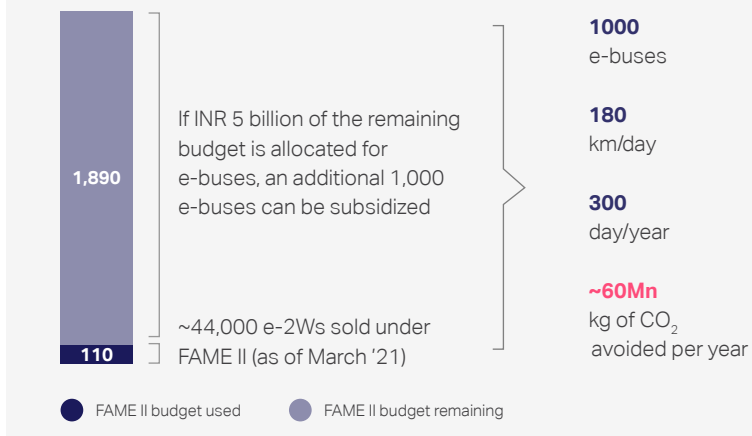 1,890
110
If INR 5 billion of the remaining
budget is allocated for
e-buses, an additional 1,000
e-buses can be subsidized
~44,000 e-2Ws sold under
FAME II (as of March '21)
1000
e-buses
180
km/day
300
day/year
~60Mn
kg of CO₂
avoided per year
FAME II budget used
FAME II budget remaining